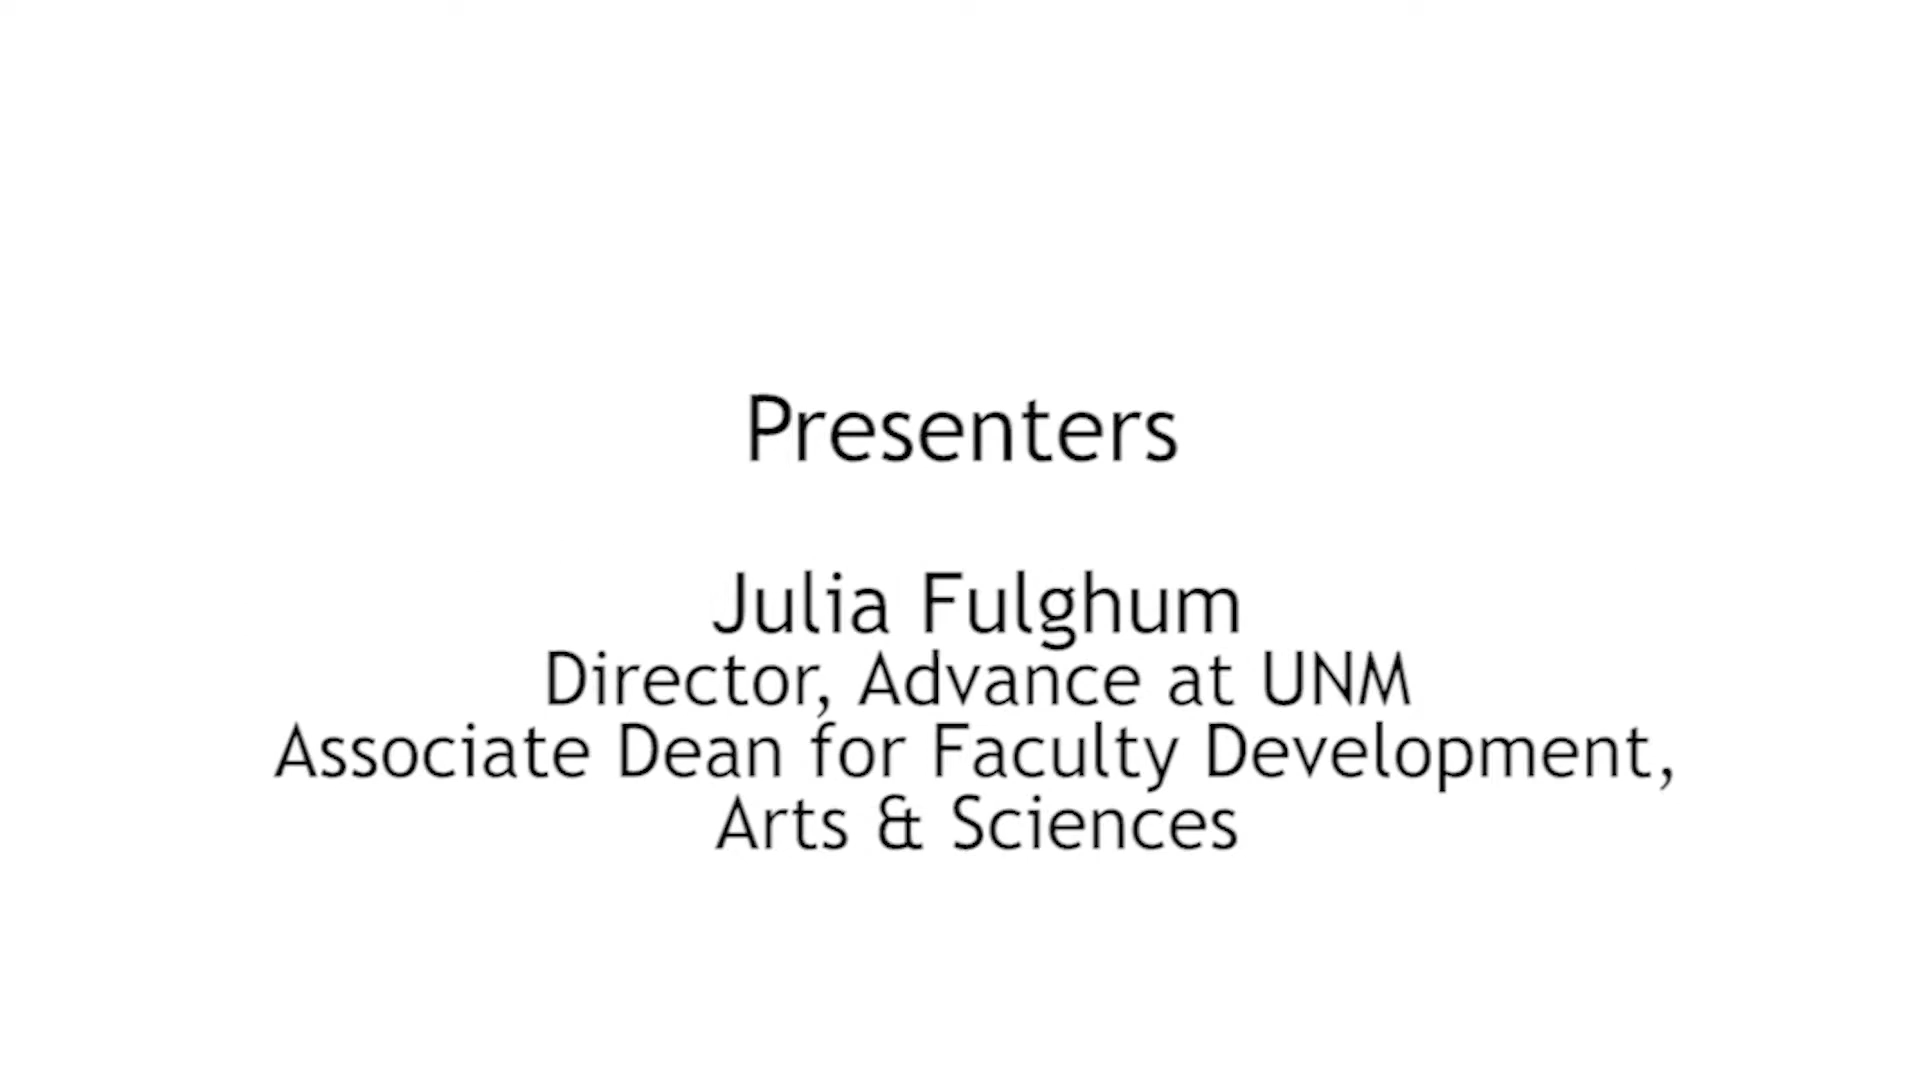 Presenters
Julia Fulghum
Director, Advance at UNM
Associate Dean for Faculty Development,
Arts & Sciences